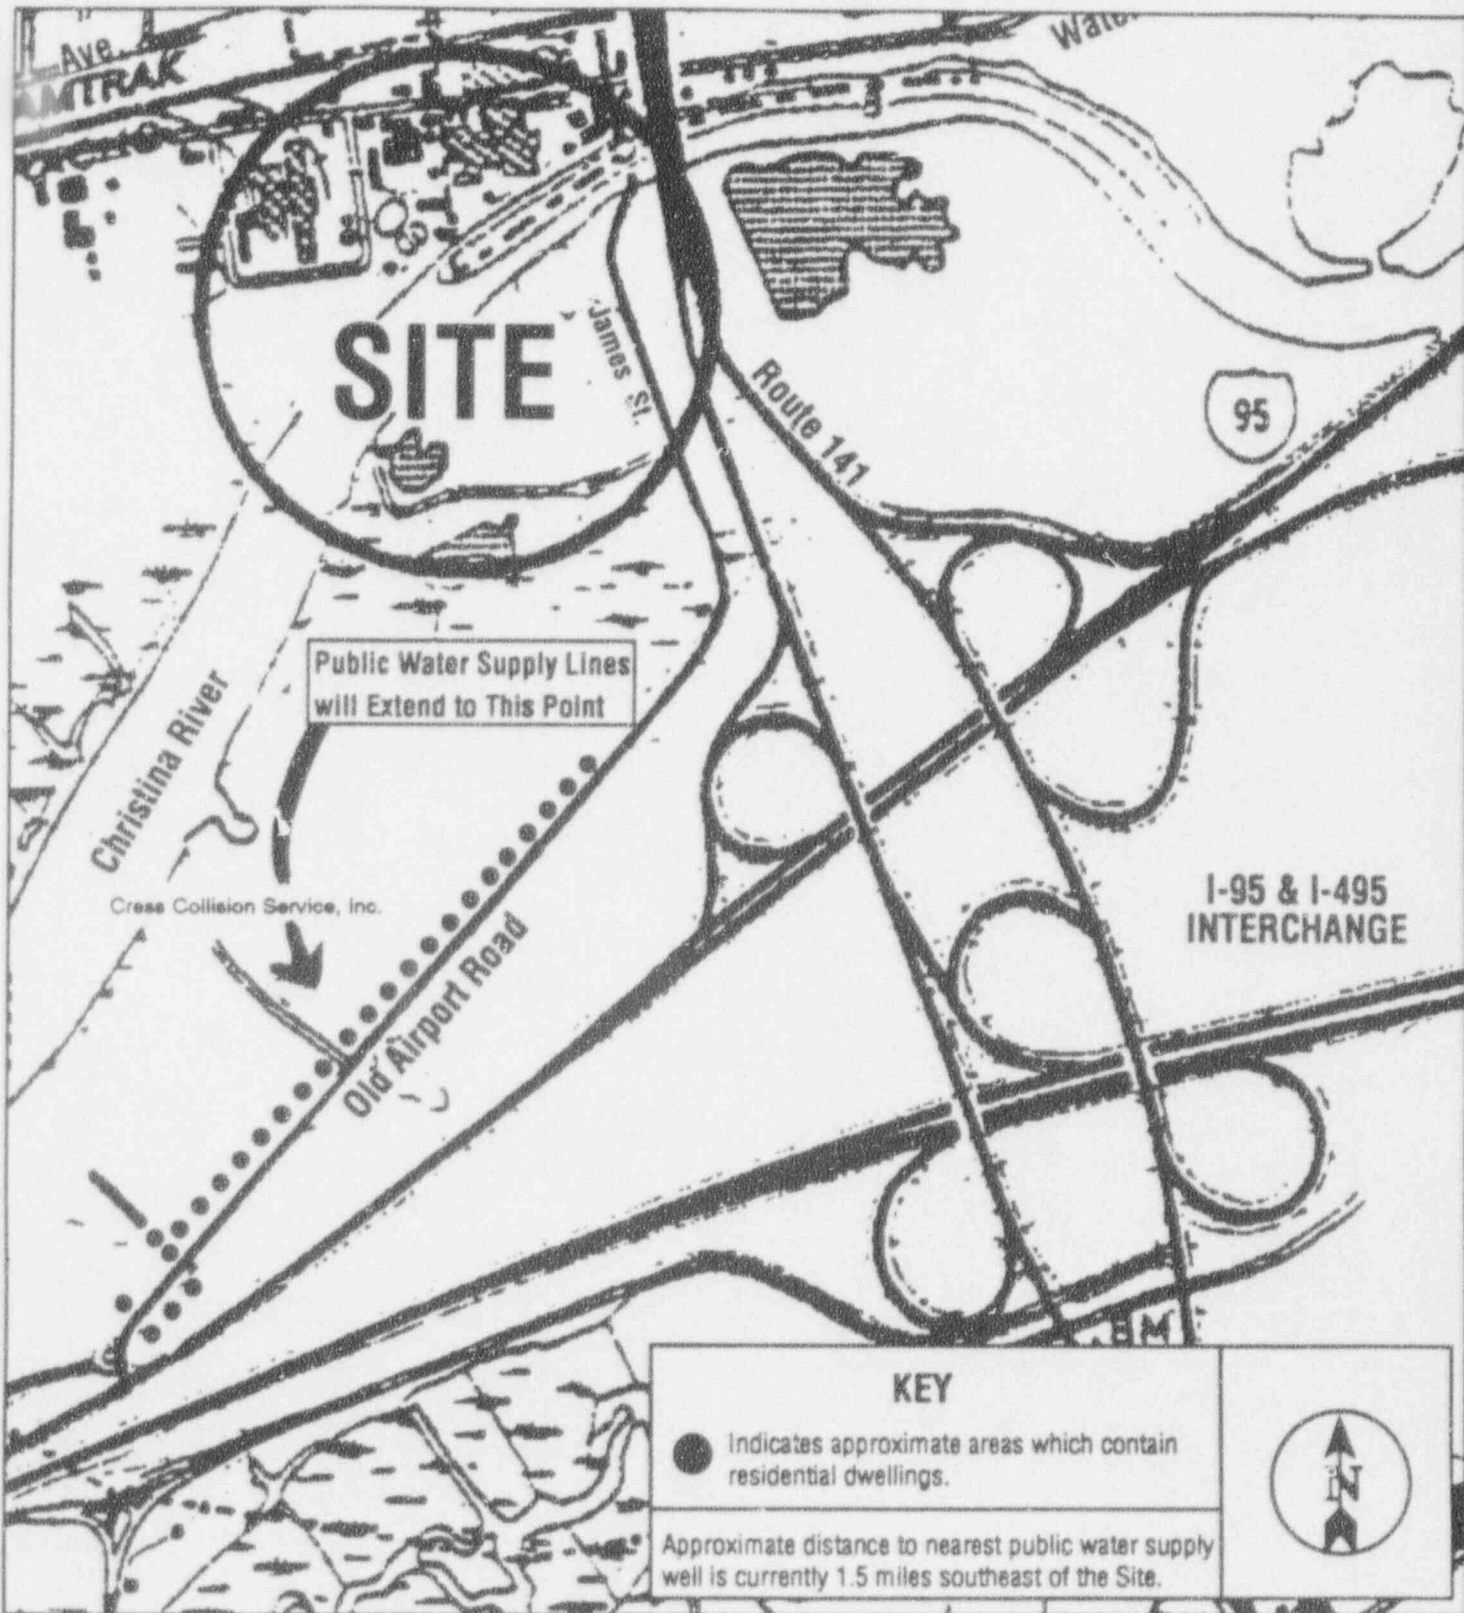 Ave.
AMTRAK
SITE
James St.
Route 141
95
Public Water Supply Lines
will Extend to This Point
Christina River
Cress Collision Service, Inc.
Old Airport Road
I-95 & I-495
INTERCHANGE
KEY
Indicates approximate areas which contain
residential dwellings.
N
Approximate distance to nearest public water supply
well is currently 1.5 miles southeast of the Site.